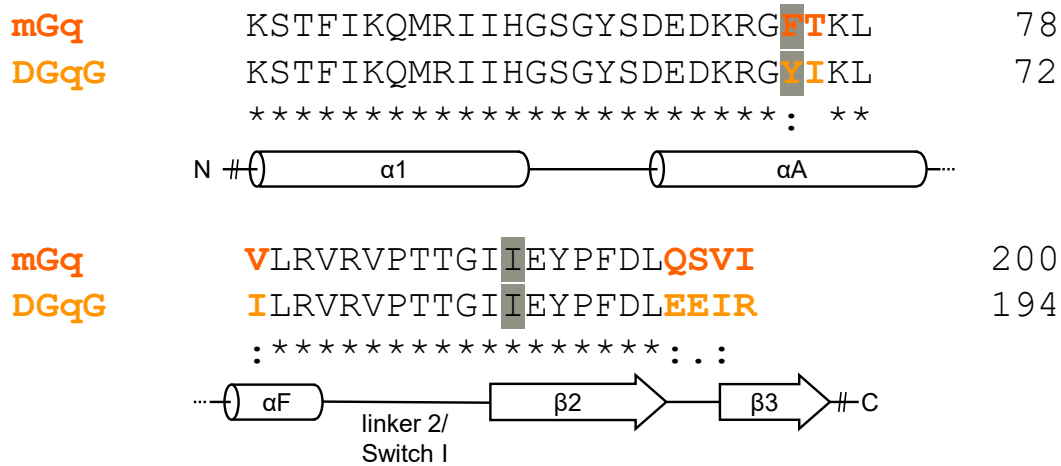 mGq KSTFIKQMRIIHGSGYSDEDKRGFTKL 78
DGqG KSTFIKQMRIIHGSGYSDEDKRGYIKL 72
***********************: **
N α1 αA ...
mGq VLRVRVPTTGIIEYPFDLQSVI 200
DGqG ILRVRVPTTGIIEYPFDLEEIR 194
:*****************:.:
... αF β2 β3 C
linker 2/
Switch I